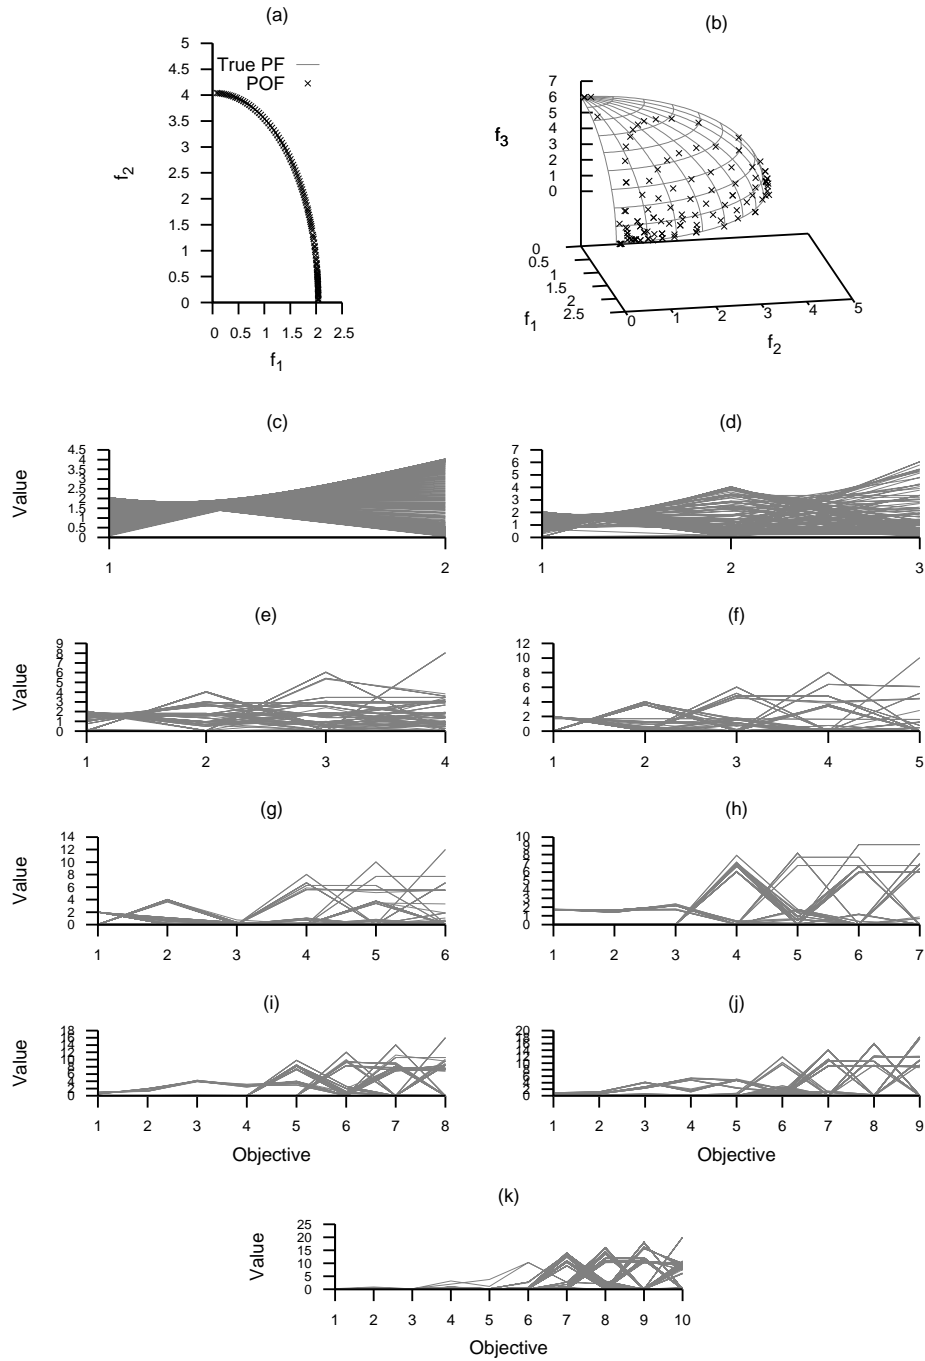 (a)
5
4.5
4
3.5
3
2.5
2
1.5
1
0.5
0
True PF
POF
f2
0 0.5 1 1.5 2 2.5
f1
(b)
7
6
5
4
3
2
1
0
f3
0
0.5
1
1.5
2
2.5
f1
0 1 2 3 4 5
f2
(c)
4.5
4
3.5
3
2.5
2
1.5
1
0.5
0
Value
1 2
(d)
7
6
5
4
3
2
1
0
1 2 3
(e)
9
8
7
6
5
4
3
2
1
0
Value
1 2 3 4
(f)
12
10
8
6
4
2
0
1 2 3 4 5
(g)
14
12
10
8
6
4
2
0
Value
1 2 3 4 5 6
(h)
10
9
8
7
6
5
4
3
2
1
0
1 2 3 4 5 6 7
(i)
18
16
14
12
10
8
6
4
2
0
Value
1 2 3 4 5 6 7 8
Objective
(j)
20
18
16
14
12
10
8
6
4
2
0
1 2 3 4 5 6 7 8 9
Objective
(k)
25
20
15
10
5
0
Value
1 2 3 4 5 6 7 8 9 10
Objective